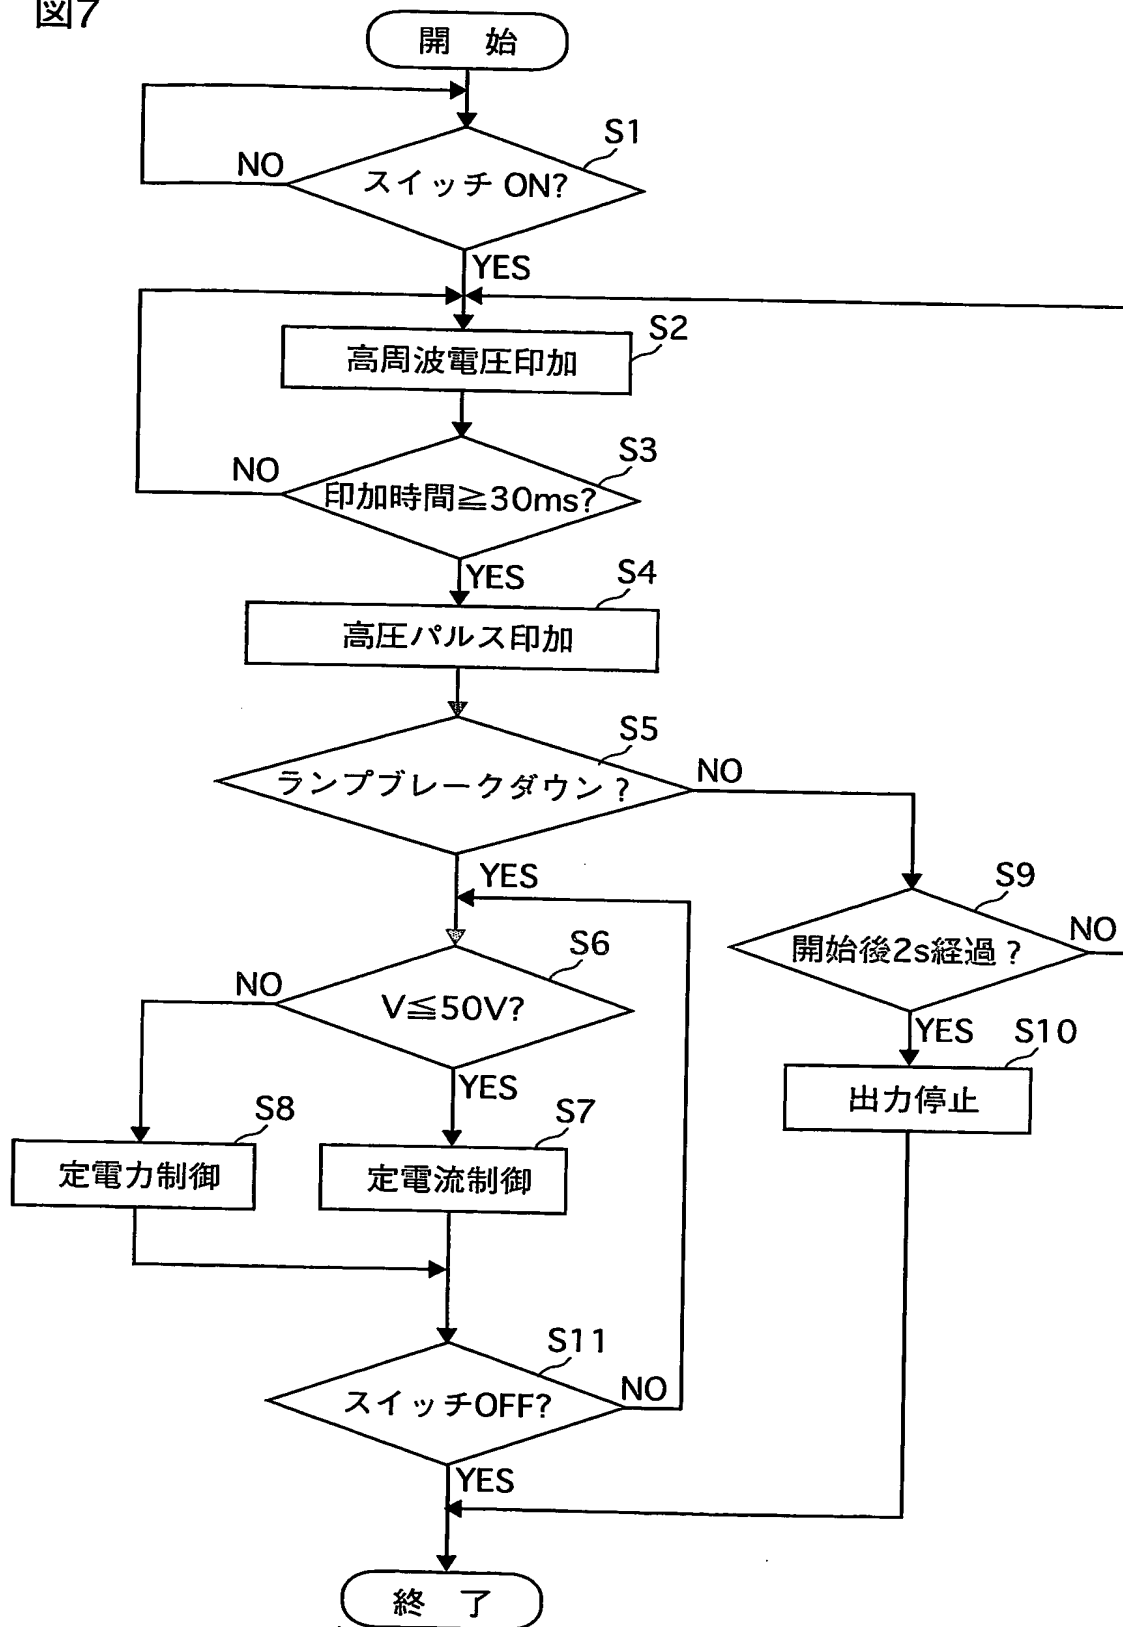 図7
開 始
S1
NO
スイッチ ON?
YES
S2
高周波電圧印加
S3
NO
印加時間≧30ms?
YES
S4
高圧パルス印加
S5
ランプブレークダウン?
NO
YES
S9
開始後2s経過?
NO
S6
NO
V≦50V?
YES
YES
S10
出力停止
S8
定電力制御
S7
定電流制御
S11
スイッチOFF?
NO
YES
終 了